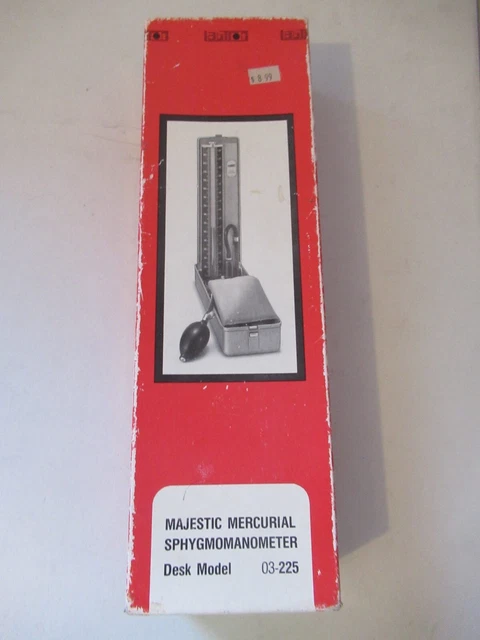 $ 8.99
MAJESTIC MERCURIAL
SPHYGMOMANOMETER
Desk Model 03-225